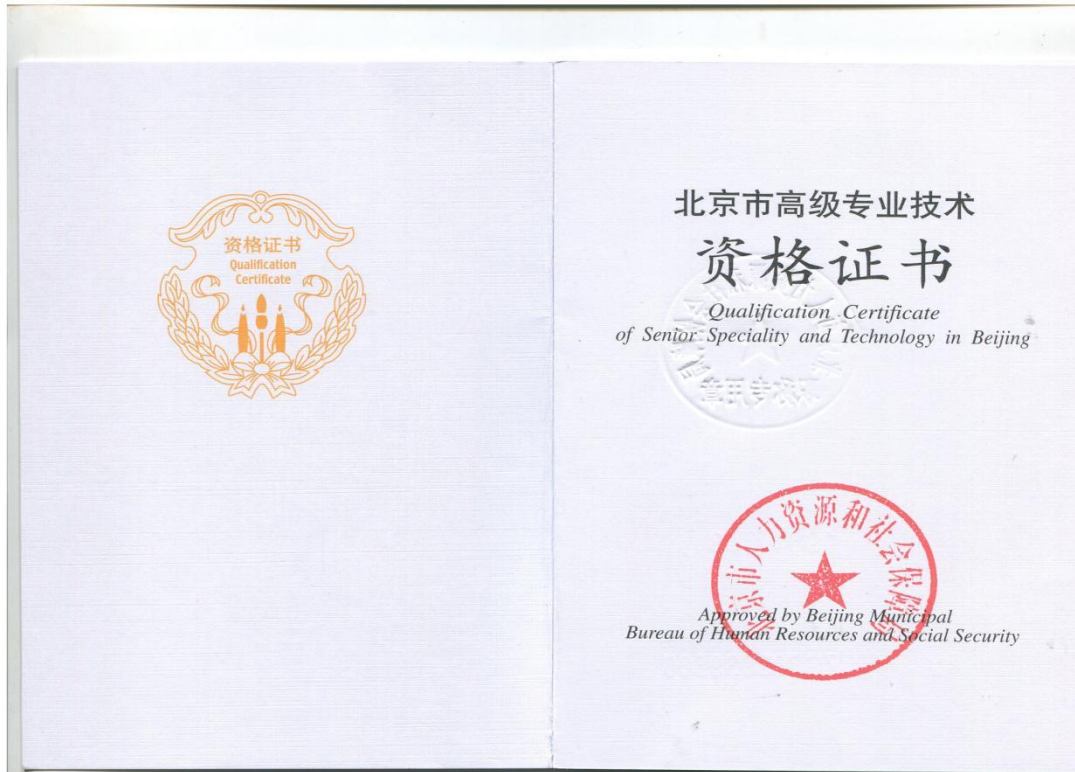 资格证书
Qualification
Certificate
北京市高级专业技术
资格证书
Qualification Certificate
of Senior Speciality and Technology in Beijing
北京市人力资源和社会保障局
Approved by Beijing Municipal
Bureau of Human Resources and Social Security